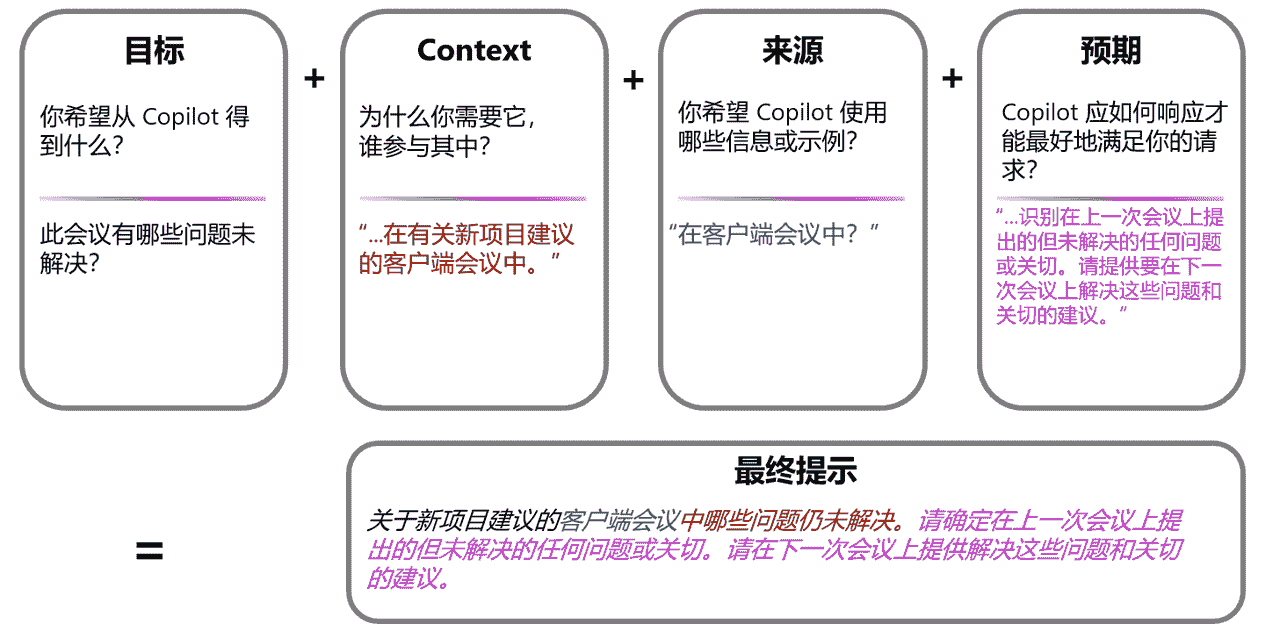 目标
你希望从 Copilot 得
到什么？
此会议有哪些问题未
解决？
+
Context
为什么你需要它，
谁参与其中？
“...在有关新项目建议
的客户端会议中。”
+
来源
你希望 Copilot 使用
哪些信息或示例？
“在客户端会议中？”
+
预期
Copilot 应如何响应才
能最好地满足你的请
求？
“...识别在上一次会议上提
出的但未解决的任何问题
或关切。请提供要在下一
次会议上解决这些问题和
关切的建议。”
=
最终提示
关于新项目建议的客户端会议中哪些问题仍未解决。请确定在上一次会议上提
出的但未解决的任何问题或关切。请在下一次会议上提供解决这些问题和关切
的建议。